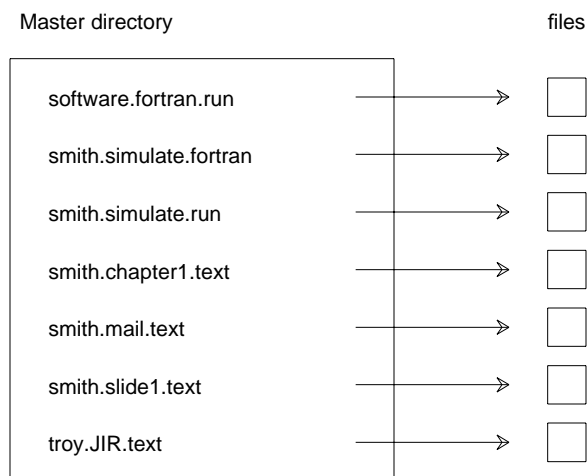 Master directory files
software.fortran.run
smith.simulate.fortran
smith.simulate.run
smith.chapter1.text
smith.mail.text
smith.slide1.text
troy.JIR.text